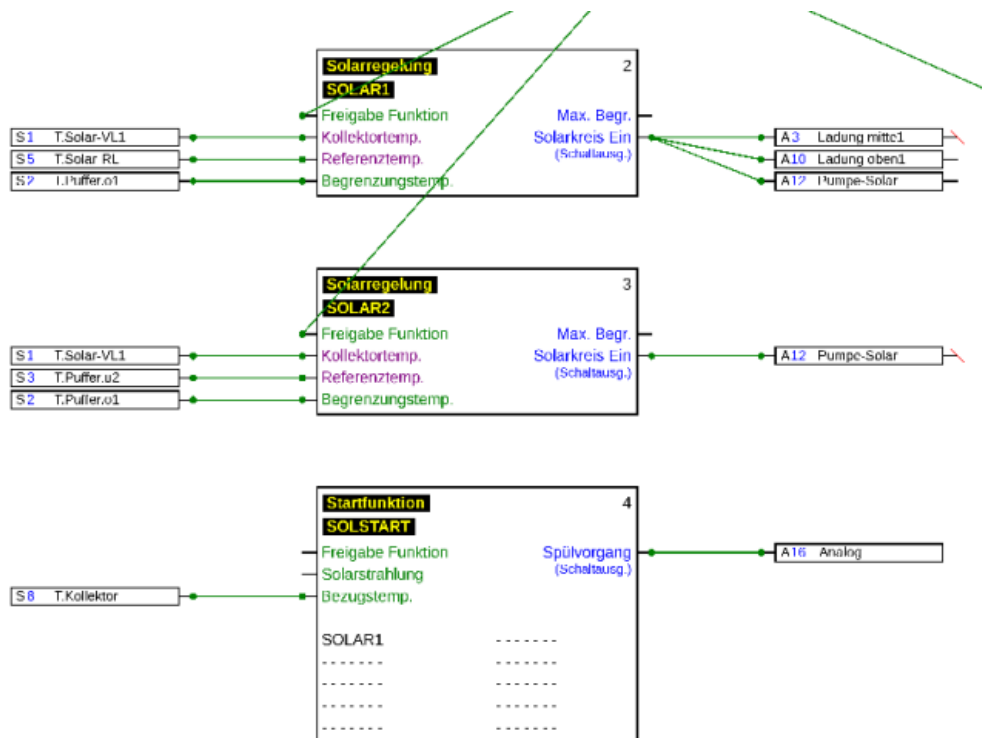 Solarregelung 2
SOLAR1
Freigabe Funktion Max. Begr.
S1 T.Solar-VL1 Kollektortemp. Solarkreis Ein A3 Ladung mitte1
S5 T.Solar RL Referenztemp. (Schaltausg.) A10 Ladung oben1
S2 T.Puffer.o1 Begrenzungstemp. A12 Pumpe-Solar
Solarregelung 3
SOLAR2
Freigabe Funktion Max. Begr.
S1 T.Solar-VL1 Kollektortemp. Solarkreis Ein A12 Pumpe-Solar
S3 T.Puffer.u2 Referenztemp. (Schaltausg.)
S2 T.Puffer.o1 Begrenzungstemp.
Startfunktion 4
SOLSTART
Freigabe Funktion Spülvorgang A16 Analog
Solarstrahlung (Schaltausg.)
S8 T.Kollektor Bezugstemp.
SOLAR1 - - - - - - -
- - - - - - - - - - - - - -
- - - - - - - - - - - - - -
- - - - - - - - - - - - - -
- - - - - - - - - - - - - -